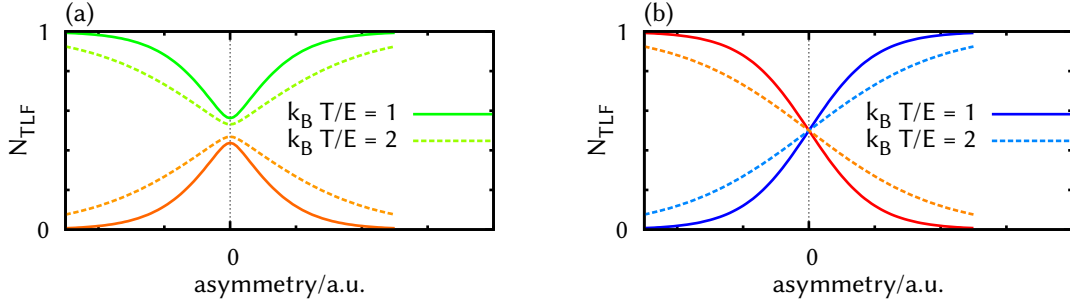 (a)
1
N_TLF
k_B T/E = 1
k_B T/E = 2
0
0
asymmetry/a.u.
(b)
1
N_TLF
k_B T/E = 1
k_B T/E = 2
0
0
asymmetry/a.u.